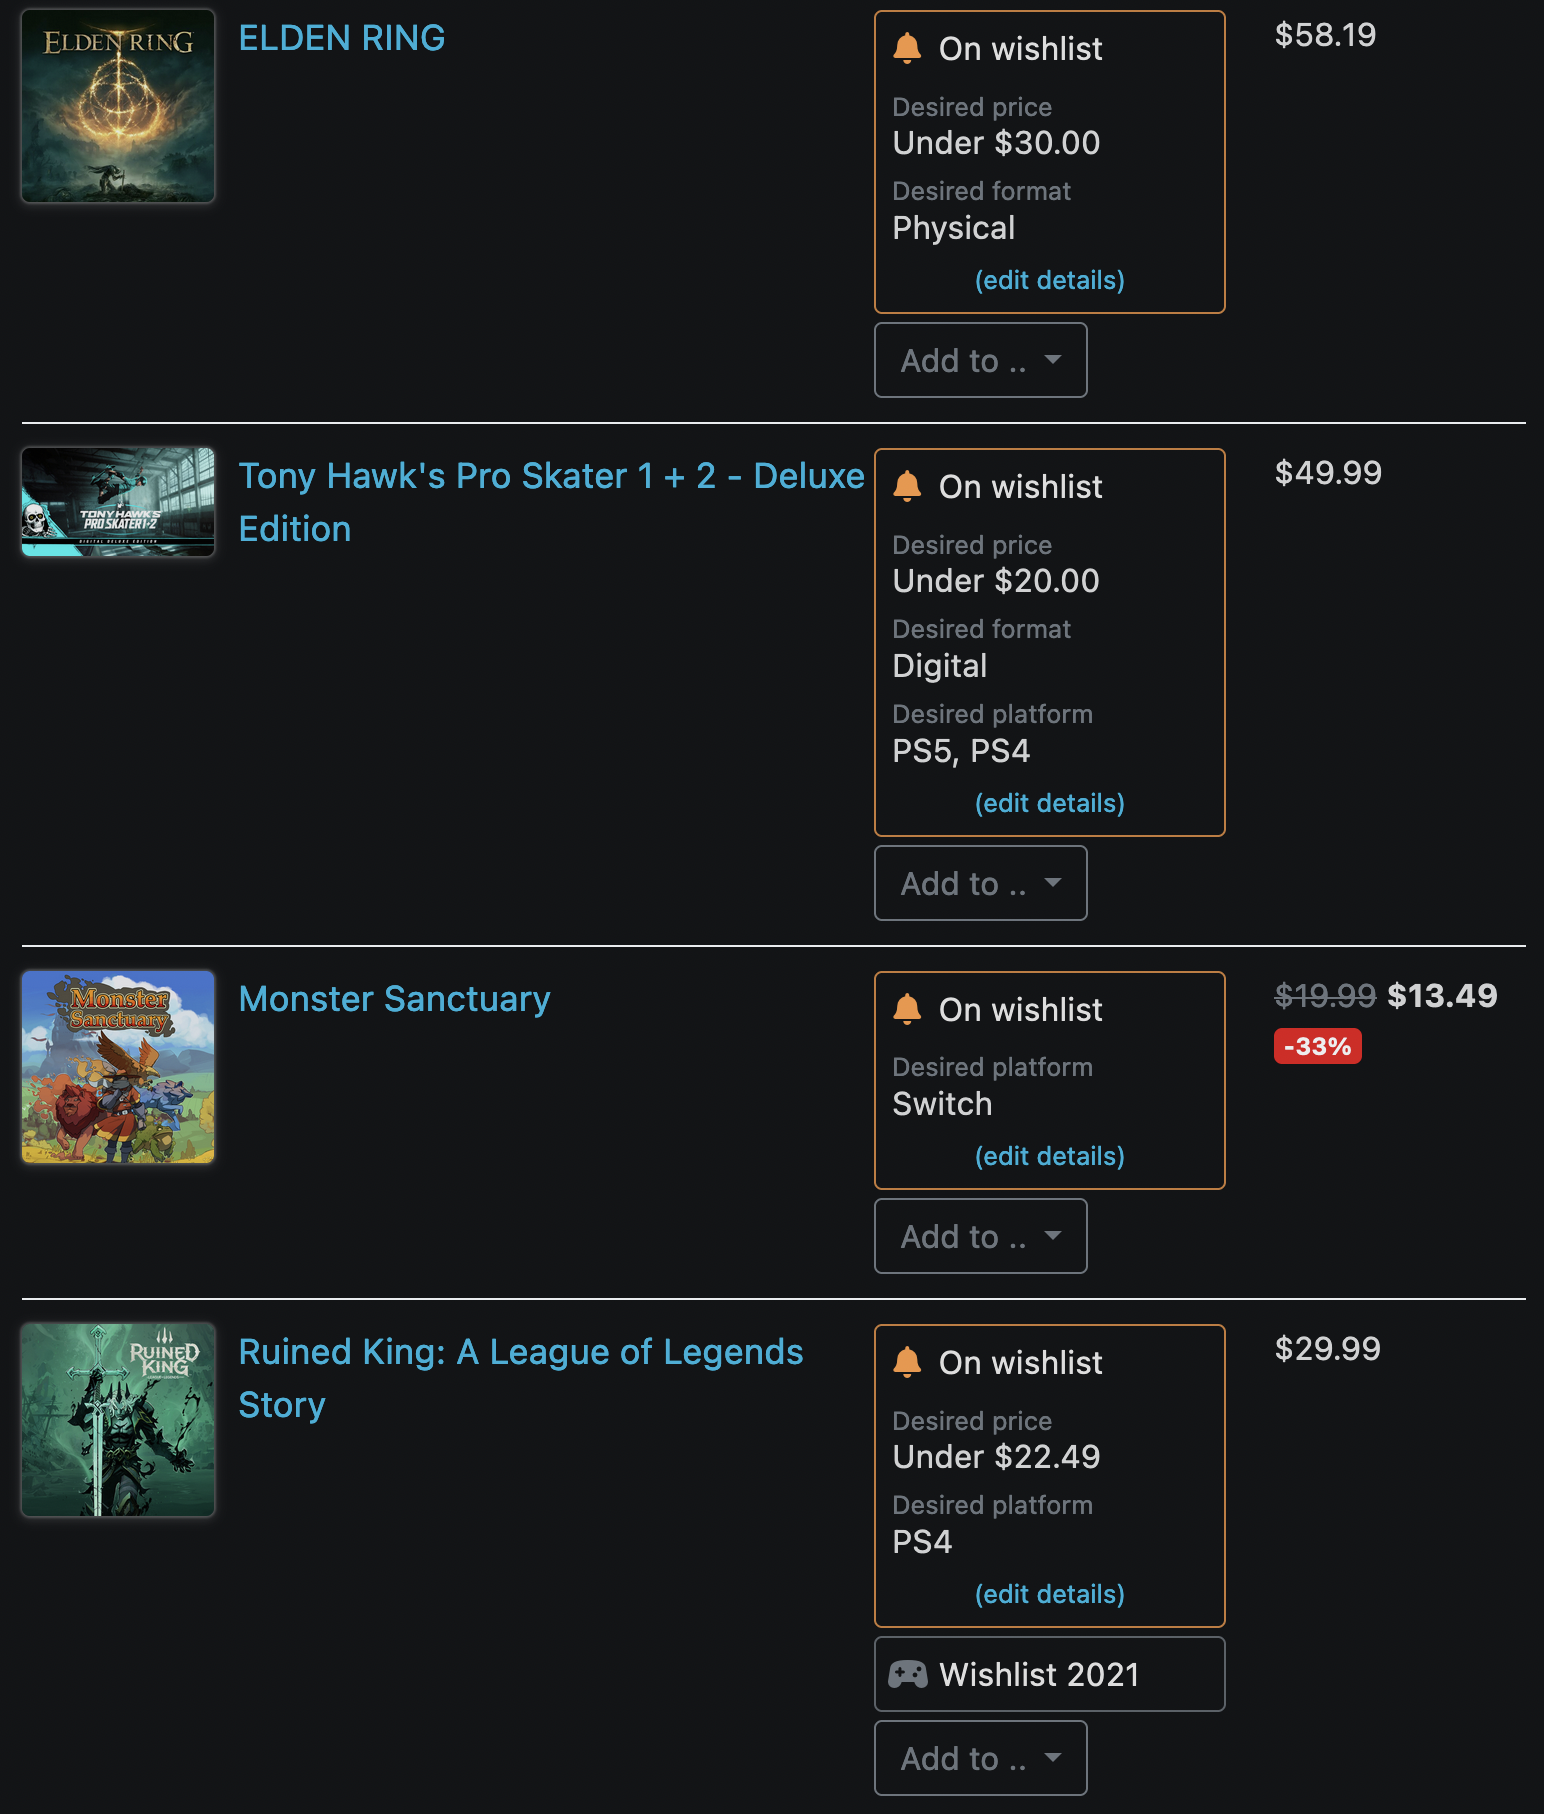 ELDEN RING
ELDEN RING
On wishlist
$58.19
Desired price
Under $30.00
Desired format
Physical
(edit details)
Add to ..
TONY HAWK'S
PRO SKATER 1+2
DIGITAL DELUXE EDITION
Tony Hawk's Pro Skater 1 + 2 - Deluxe
Edition
On wishlist
$49.99
Desired price
Under $20.00
Desired format
Digital
Desired platform
PS5, PS4
(edit details)
Add to ..
Monster
Sanctuary
Monster Sanctuary
On wishlist
$19.99 $13.49
-33%
Desired platform
Switch
(edit details)
Add to ..
RUINED
KING
Ruined King: A League of Legends
Story
On wishlist
$29.99
Desired price
Under $22.49
Desired platform
PS4
(edit details)
Wishlist 2021
Add to ..